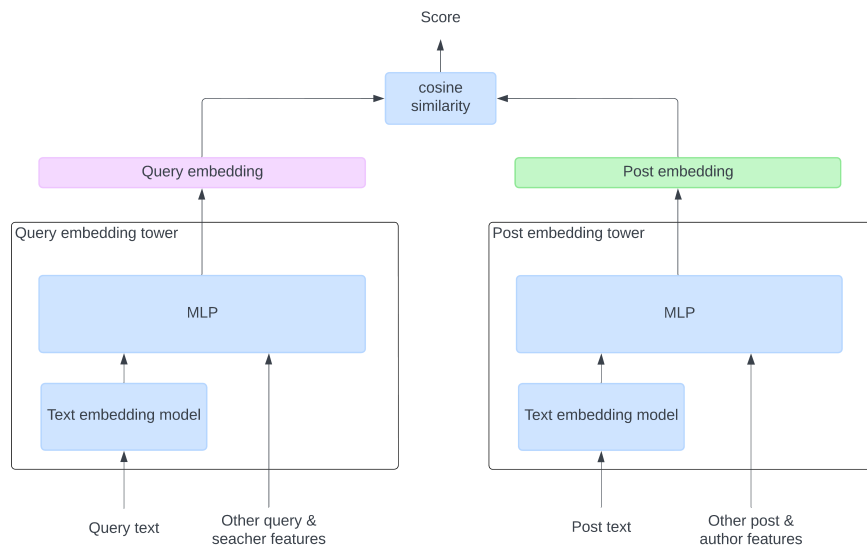 Score
cosine
similarity
Query embedding
Post embedding
Query embedding tower
Post embedding tower
MLP
MLP
Text embedding model
Text embedding model
Query text
Other query &
seacher features
Post text
Other post &
author features